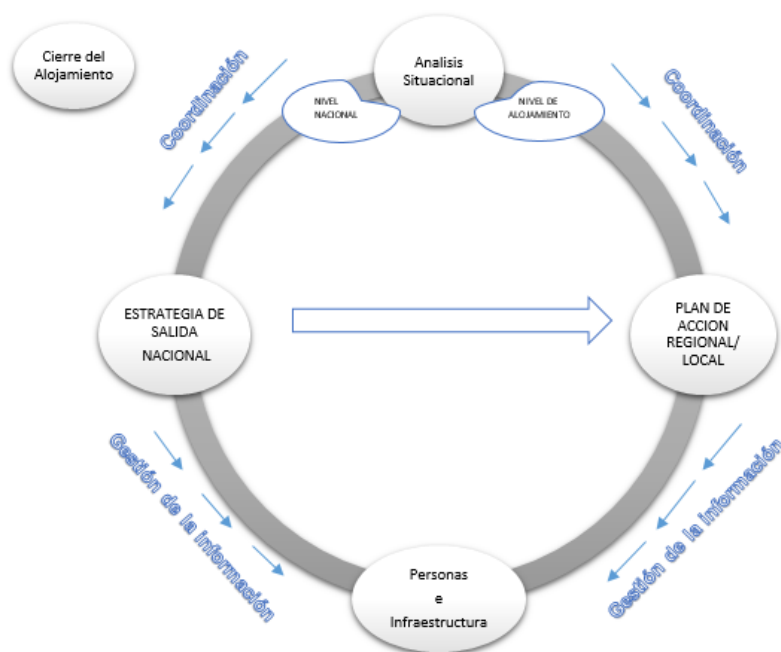 Cierre del
Alojamiento
Analisis
Situacional
NIVEL
NACIONAL
NIVEL DE
ALOJAMIENTO
Coordinación
Coordinación
ESTRATEGIA DE
SALIDA
NACIONAL
PLAN DE
ACCION
REGIONAL/
LOCAL
Gestión de la información
Gestión de la información
Personas
e
Infraestructura